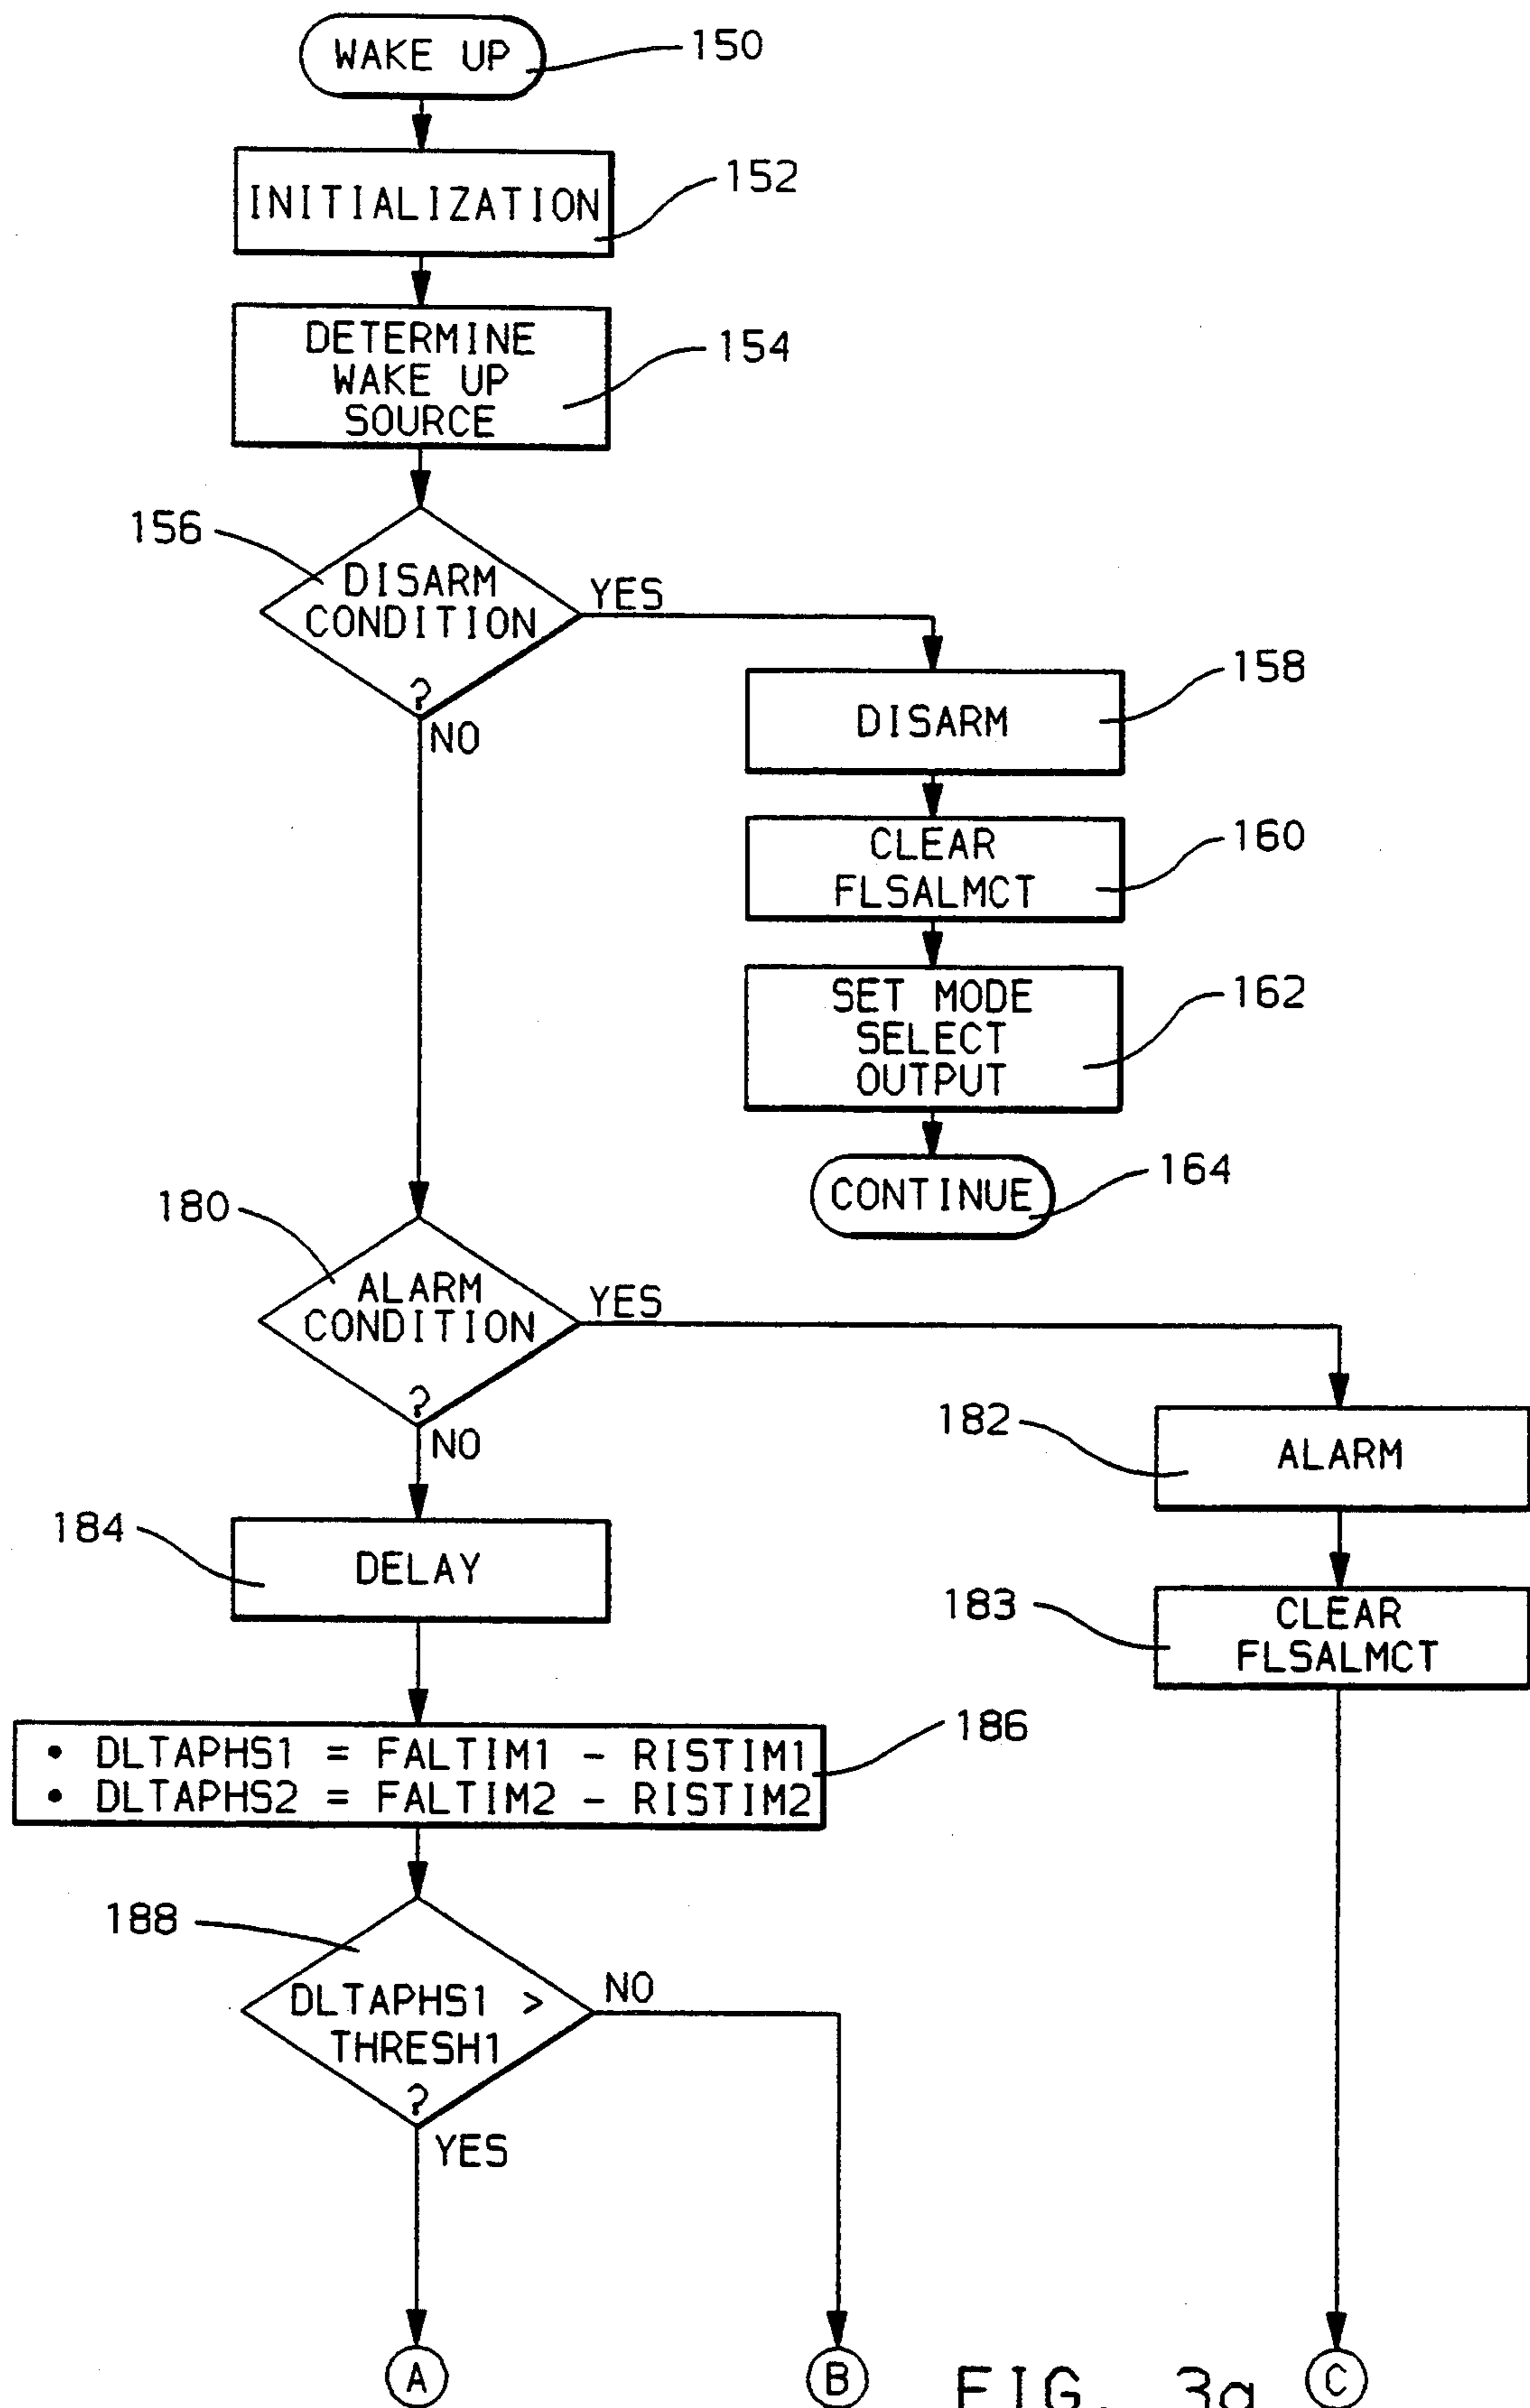 WAKE UP
150
INITIALIZATION
152
DETERMINE
WAKE UP
SOURCE
154
156
DISARM
CONDITION
?
YES
NO
DISARM
158
CLEAR
FLSALMCT
160
SET MODE
SELECT
OUTPUT
162
CONTINUE
164
180
ALARM
CONDITION
?
YES
NO
182
ALARM
184
DELAY
183
CLEAR
FLSALMCT
• DLTAPHS1 = FALTIM1 - RISTIM1
• DLTAPHS2 = FALTIM2 - RISTIM2
186
188
DLTAPHS1 >
THRESH1
?
NO
YES
A
B
C
FIG. 3a